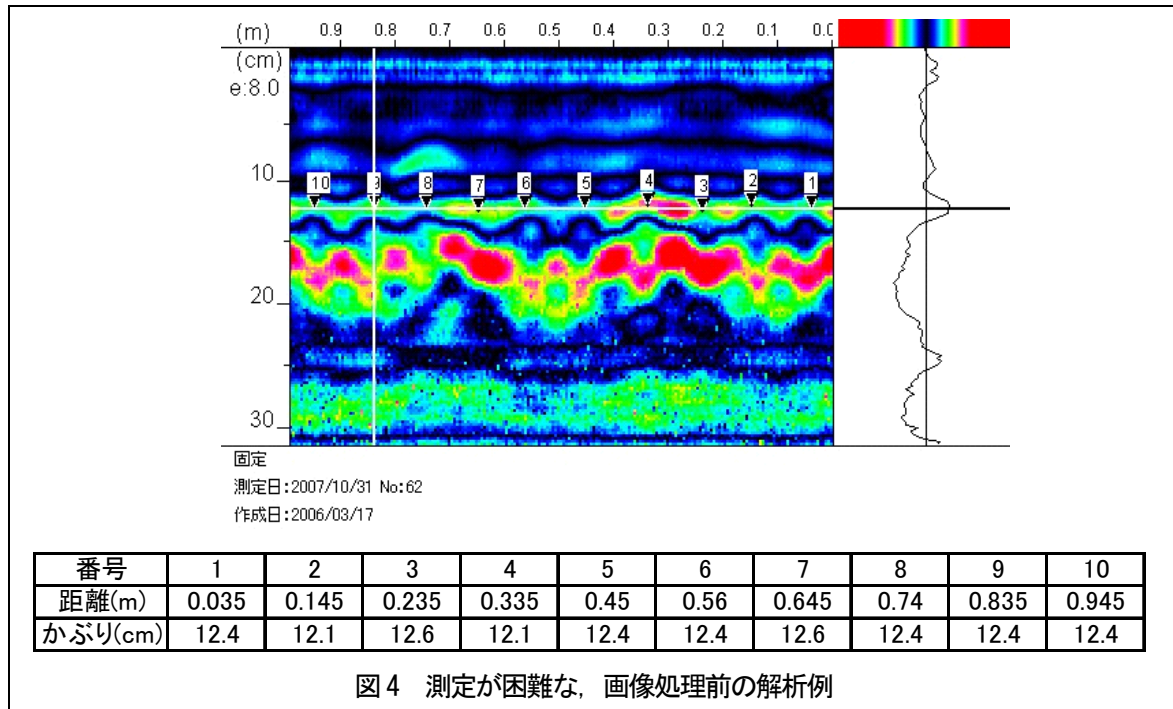 (m) 0.9 0.8 0.7 0.6 0.5 0.4 0.3 0.2 0.1 0.0
(cm)
e:8.0
10
10 9 8 7 6 5 4 3 2 1
20
30
固定
測定日:2007/10/31 No:62
作成日:2006/03/17
番号 1 2 3 4 5 6 7 8 9 10
距離(m) 0.035 0.145 0.235 0.335 0.45 0.56 0.645 0.74 0.835 0.945
かぶり(cm) 12.4 12.1 12.6 12.1 12.4 12.4 12.6 12.4 12.4 12.4
図4 測定が困難な，画像処理前の解析例